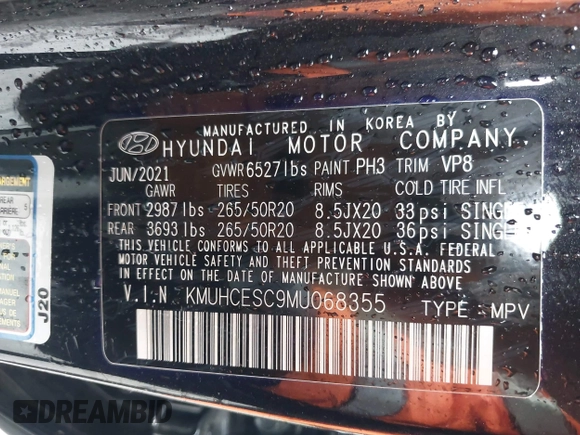 MANUFACTURED IN KOREA BY
HYUNDAI MOTOR COMPANY
JUN/2021 GVWR 6527lbs PAINT PH3 TRIM VP8
GAWR TIRES RIMS COLD TIRE INFL
FRONT 2987lbs 265/50R20 8.5JX20 33psi SINGLE
REAR 3693lbs 265/50R20 8.5JX20 36psi SINGLE
THIS VEHICLE CONFORMS TO ALL APPLICABLE U.S.A. FEDERAL
MOTOR VEHICLE SAFETY AND THEFT PREVENTION STANDARDS
IN EFFECT ON THE DATE OF MANUFACTURE SHOWN ABOVE.
V.I.N KMUHCESC9MU068355 TYPE : MPV
J20
DREAMBID